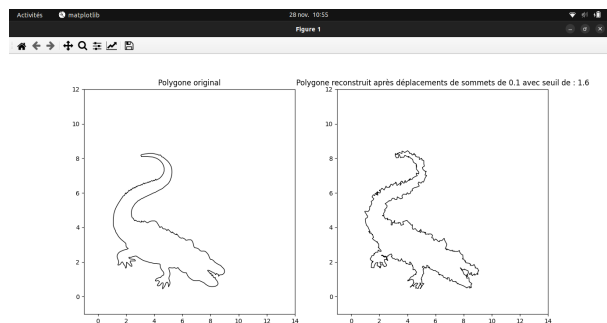 Activités matplotlib 28 nov. 10:55
Figure 1
Polygone original
Polygone reconstruit après déplacements de sommets de 0.1 avec seuil de : 1.6
12
10
8
6
4
2
0
0 2 4 6 8 10 12 14
12
10
8
6
4
2
0
0 2 4 6 8 10 12 14